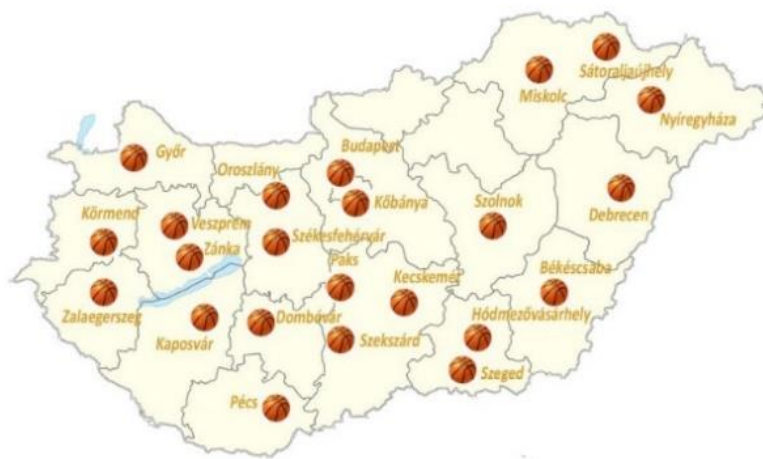 Sátoraljaújhely
Miskolc
Nyíregyháza
Budapest
Győr
Oroszlány
Kőbánya
Szolnok
Debrecen
Körmend
Veszprém
Székesfehérvár
Zánka
Paks
Kecskemét
Békéscsaba
Zalaegerszeg
Dombóvár
Hódmezővásárhely
Kaposvár
Szekszárd
Szeged
Pécs